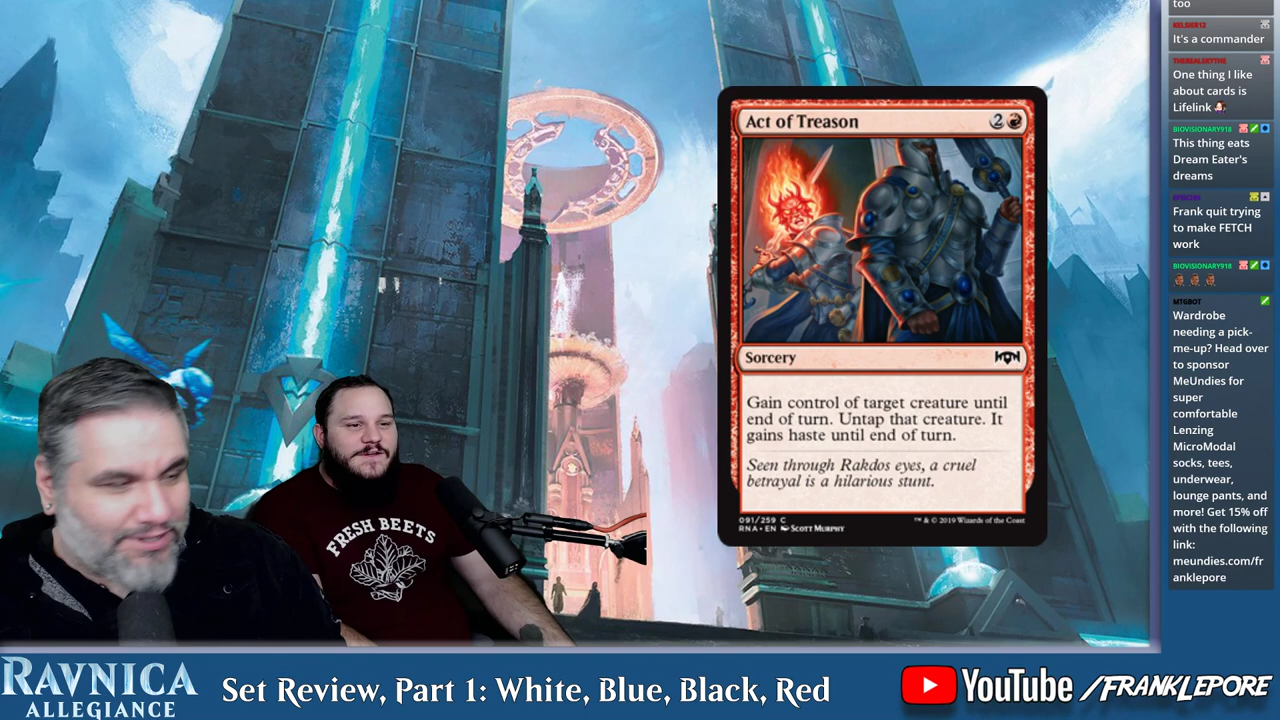 Act of Treason
2
Sorcery
Gain control of target creature until
end of turn. Untap that creature. It
gains haste until end of turn.
Seen through Rakdos eyes, a cruel
betrayal is a hilarious stunt.
091/259 C
RNA • EN SCOTT MURPHY
™ & © 2019 Wizards of the Coast
FRESH BEETS
too
KELSIER13
It's a commander
One thing I like
about cards is
Lifelink
BIOVISIONARY918
This thing eats
Dream Eater's
dreams
Frank quit trying
to make FETCH
work
BIOVISIONARY918
MTGBOT
Wardrobe
needing a pick-
me-up? Head over
to sponsor
MeUndies for
super
comfortable
Lenzing
MicroModal
socks, tees,
underwear,
lounge pants, and
more! Get 15% off
with the following
link:
meundies.com/fr
anklepore
RAVNICA
ALLEGIANCE
Set Review, Part 1: White, Blue, Black, Red
YouTube /FRANKLEPORE